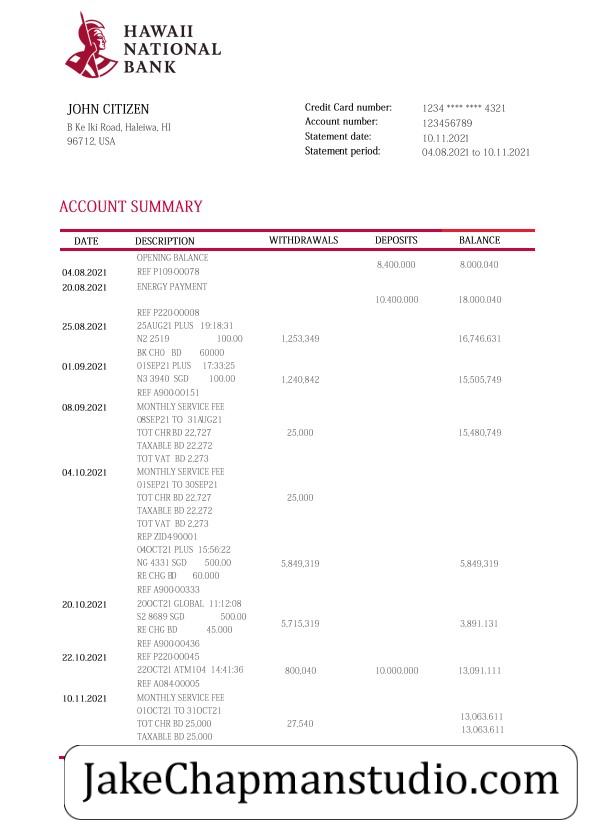 HAWAII
NATIONAL
BANK
JOHN CITIZEN
B Ke Iki Road, Haleiwa, HI
96712, USA
Credit Card number: 1234 **** **** 4321
Account number: 123456789
Statement date: 10.11.2021
Statement period: 04.08.2021 to 10.11.2021
ACCOUNT SUMMARY
DATE DESCRIPTION WITHDRAWALS DEPOSITS BALANCE
OPENING BALANCE
8,400.000 8.000.040
04.08.2021 REF P109-00078
20.08.2021 ENERGY PAYMENT
10.400.000 18.000.040
REF P220-00008
25.08.2021 25AUG21 PLUS 19:18:31
N2 2519 100.00 1,253,349 16,746.631
BK CHO BD 60000
01.09.2021 01SEP21 PLUS 17:33:25
N3 3940 SGD 100.00 1,240,842 15,505,749
REF A900-00151
08.09.2021 MONTHLY SERVICE FEE
08SEP21 TO 31AUG21
TOT CHR BD 22,727 25,000 15,480,749
TAXABLE BD 22,272
TOT VAT BD 2,273
04.10.2021 MONTHLY SERVICE FEE
01SEP21 TO 30SEP21
TOT CHR BD 22,727 25,000
TAXABLE BD 22,272
TOT VAT BD 2,273
REP ZID4-90001
04OCT21 PLUS 15:56:22
NG 4331 SGD 500.00 5,849,319 5,849,319
RE CHG BD 60.000
REF A900-00333
20.10.2021 20OCT21 GLOBAL 11:12:08
S2 8689 SGD 500.00
5,715,319 3,891.131
RE CHG BD 45.000
REF A900-00436
22.10.2021 REF P220-00045
22OCT21 ATM104 14:41:36 800,040 10.000.000 13,091.111
REF A084-00005
10.11.2021 MONTHLY SERVICE FEE
01OCT21 TO 31OCT21
13,063.611
TOT CHR BD 25,000 27,540
13,063.611
TAXABLE BD 25,000
JakeChapmanstudio.com